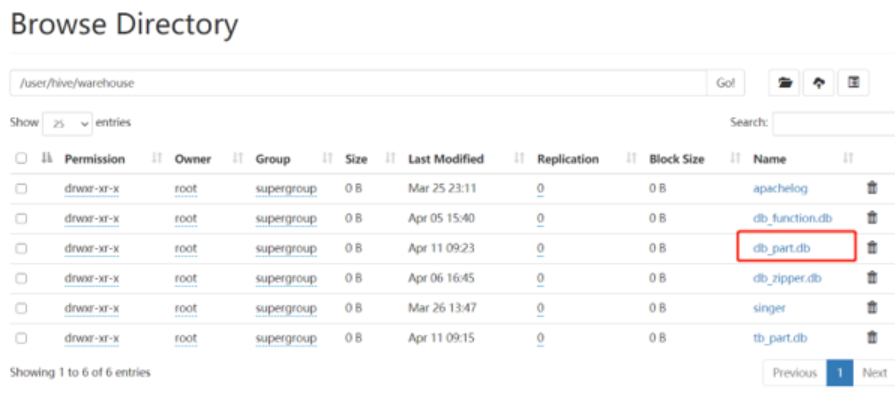 Browse Directory
/user/hive/warehouse Go!
Show 25 entries Search:
Permission Owner Group Size Last Modified Replication Block Size Name
drwxr-xr-x root supergroup 0 B Mar 25 23:11 0 0 B apachelog
drwxr-xr-x root supergroup 0 B Apr 05 15:40 0 0 B db_function.db
drwxr-xr-x root supergroup 0 B Apr 11 09:23 0 0 B db_part.db
drwxr-xr-x root supergroup 0 B Apr 06 16:45 0 0 B db_zipper.db
drwxr-xr-x root supergroup 0 B Mar 26 13:47 0 0 B singer
drwxr-xr-x root supergroup 0 B Apr 11 09:15 0 0 B tb_part.db
Showing 1 to 6 of 6 entries Previous 1 Next